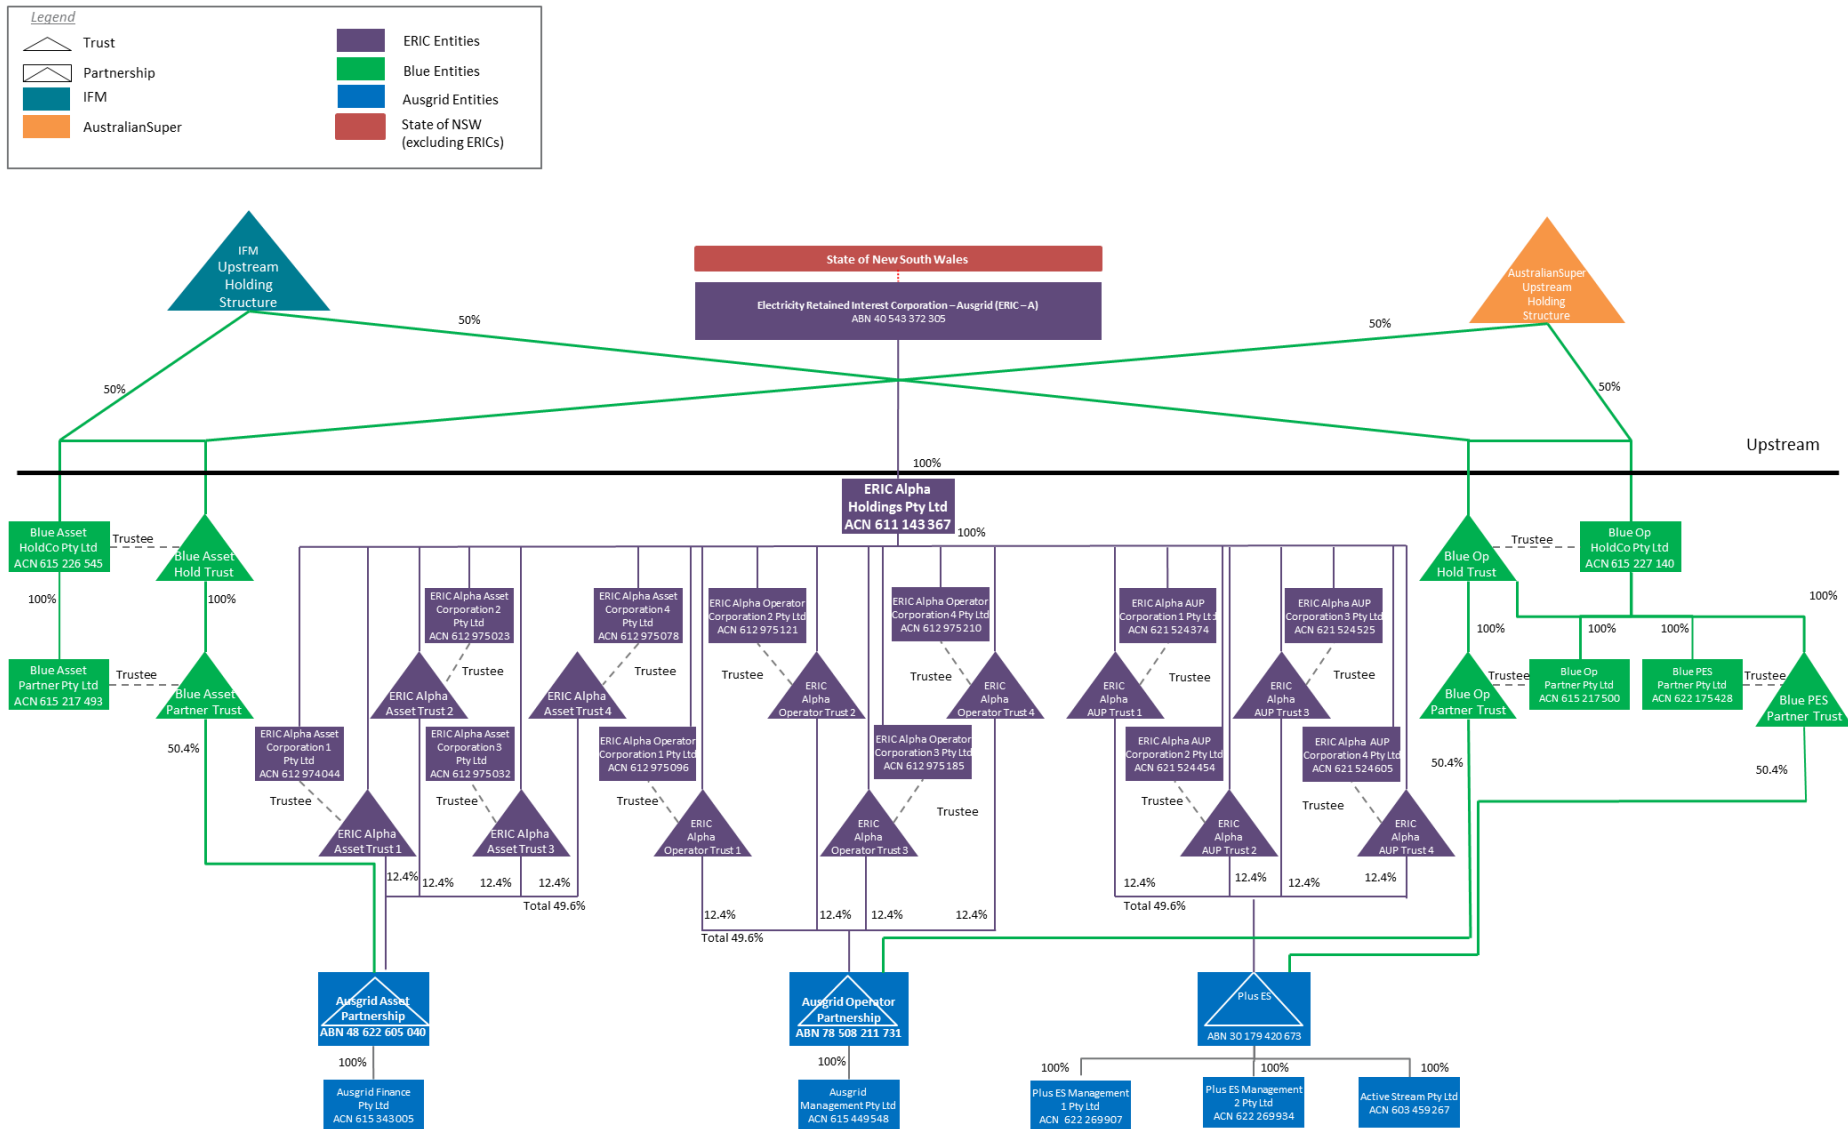 Legend
Trust
Partnership
IFM
AustralianSuper
ERIC Entities
Blue Entities
Ausgrid Entities
State of NSW
(excluding ERICs)
IFM
Upstream
Holding
Structure
State of New South Wales
Electricity Retained Interest Corporation – Ausgrid (ERIC – A)
ABN 40 543 372 305
AustralianSuper
Upstream
Holding
Structure
50%
50%
50%
50%
Upstream
100%
ERIC Alpha
Holdings Pty Ltd
ACN 611 143 367
100%
Blue Asset
HoldCo Pty Ltd
ACN 615 226 545
Trustee
Blue Asset
Hold Trust
Blue Op
Hold Trust
Trustee
Blue Op
HoldCo Pty Ltd
ACN 615 227 140
100%
100%
100%
100%
100%
100%
ERIC Alpha Asset
Corporation 2
Pty Ltd
ACN 612 975 023
ERIC Alpha Asset
Corporation 4
Pty Ltd
ACN 612 975 078
ERIC Alpha Operator
Corporation 2 Pty Ltd
ACN 612 975 121
ERIC Alpha Operator
Corporation 4 Pty Ltd
ACN 612 975 210
ERIC Alpha AUP
Corporation 1 Pty Ltd
ACN 621 524 374
ERIC Alpha AUP
Corporation 3 Pty Ltd
ACN 621 524 525
Trustee
Trustee
Trustee
Trustee
Trustee
Trustee
Blue Asset
Partner Pty Ltd
ACN 615 217 493
Trustee
Blue Asset
Partner Trust
ERIC Alpha
Asset Trust 2
ERIC Alpha
Asset Trust 4
ERIC
Alpha
Operator Trust 2
ERIC
Alpha
Operator Trust 4
ERIC
Alpha
AUP Trust 1
ERIC
Alpha
AUP Trust 3
Blue Op
Partner Trust
Trustee
Blue Op
Partner Pty Ltd
ACN 615 217 500
Blue PES
Partner Pty Ltd
ACN 622 175 428
Trustee
Blue PES
Partner Trust
50.4%
50.4%
50.4%
ERIC Alpha Asset
Corporation 1
Pty Ltd
ACN 612 974 044
ERIC Alpha Asset
Corporation 3
Pty Ltd
ACN 612 975 032
ERIC Alpha Operator
Corporation 1 Pty Ltd
ACN 612 975 096
ERIC Alpha Operator
Corporation 3 Pty Ltd
ACN 612 975 185
ERIC Alpha AUP
Corporation 2 Pty Ltd
ACN 621 524 454
ERIC Alpha AUP
Corporation 4 Pty Ltd
ACN 621 524 605
Trustee
Trustee
Trustee
Trustee
Trustee
Trustee
ERIC Alpha
Asset Trust 1
ERIC Alpha
Asset Trust 3
ERIC
Alpha
Operator Trust 1
ERIC
Alpha
Operator Trust 3
ERIC
Alpha
AUP Trust 2
ERIC
Alpha
AUP Trust 4
12.4%
12.4%
12.4%
12.4%
Total 49.6%
12.4%
12.4%
12.4%
12.4%
Total 49.6%
12.4%
12.4%
12.4%
12.4%
Total 49.6%
Ausgrid Asset
Partnership
ABN 48 622 605 040
Ausgrid Operator
Partnership
ABN 78 508 211 731
Plus ES
ABN 30 179 420 673
100%
100%
100%
100%
100%
Ausgrid Finance
Pty Ltd
ACN 615 343 005
Ausgrid
Management Pty Ltd
ACN 615 449 548
Plus ES Management
1 Pty Ltd
ACN 622 269 907
Plus ES Management
2 Pty Ltd
ACN 622 269 934
Active Stream Pty Ltd
ACN 603 459 267